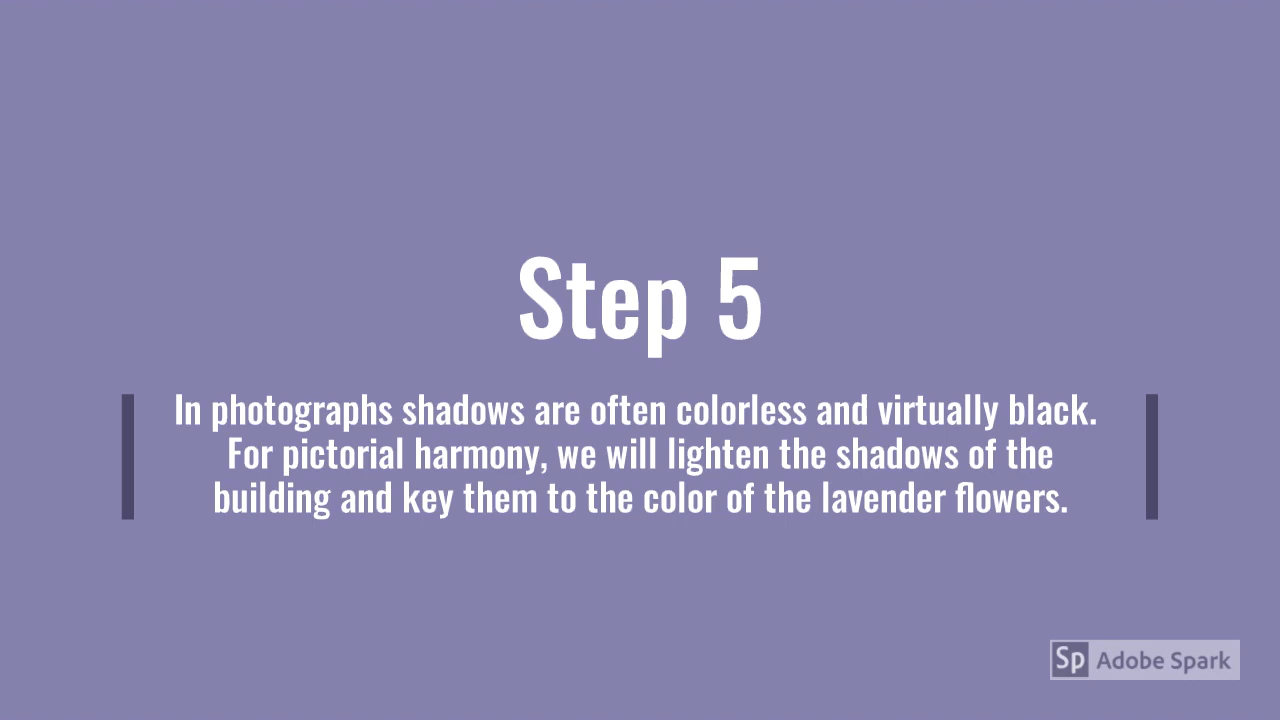 Step 5
In photographs shadows are often colorless and virtually black.
For pictorial harmony, we will lighten the shadows of the
building and key them to the color of the lavender flowers.
Sp Adobe Spark